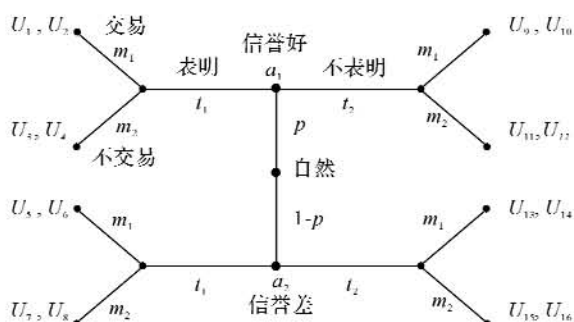 U₁ , U₂ 交易 信誉好 U₉ , U₁₀
m₁ 表明 a₁ 不表明 m₁
t₁ t₂
U₃, U₄ m₂ p m₂ U₁₁, U₁₂
不交易
自然
U₅ , U₆ 1-p U₁₃, U₁₄
m₁ m₁
t₁ a₂ t₂
U₇ , U₈ m₂ 信誉差 m₂ U₁₅, U₁₆